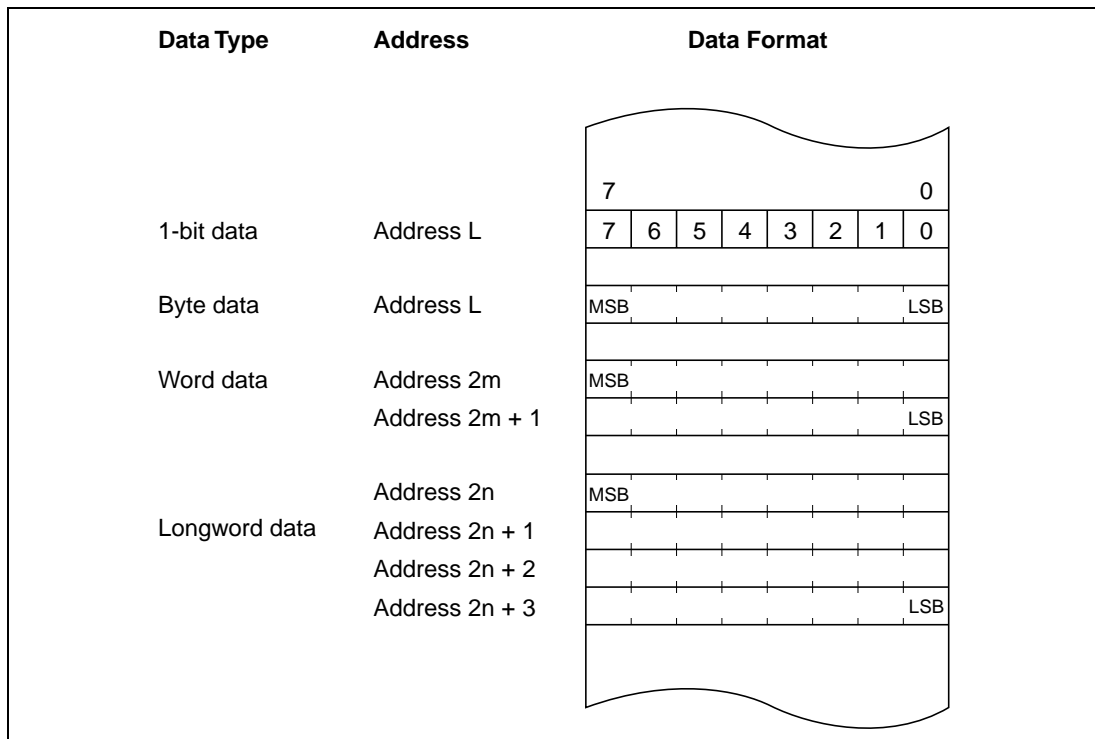 Data Type Address Data Format
7 0
1-bit data Address L 7 6 5 4 3 2 1 0
Byte data Address L MSB LSB
Word data Address 2m MSB
Address 2m + 1 LSB
Address 2n MSB
Longword data Address 2n + 1
Address 2n + 2
Address 2n + 3 LSB